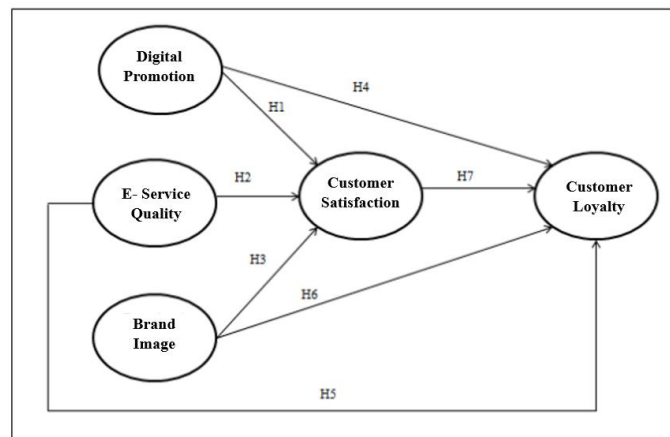 Digital
Promotion
H4
H1
E- Service
Quality
H2
Customer
Satisfaction
H7
Customer
Loyalty
H3
H6
Brand
Image
H5